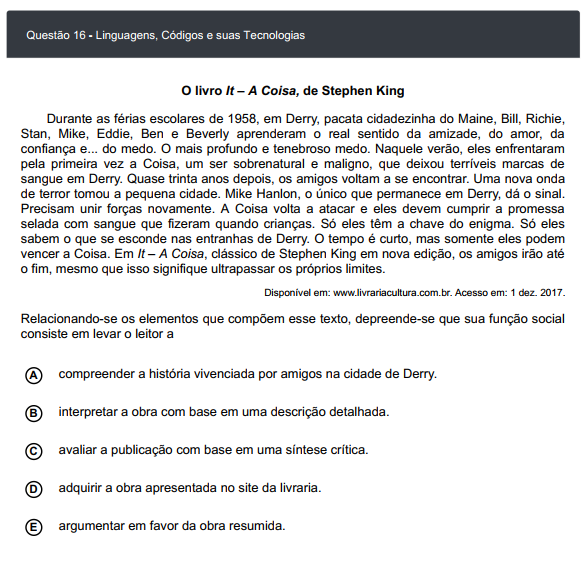 Questão 16 - Linguagens, Códigos e suas Tecnologias
O livro It – A Coisa, de Stephen King
Durante as férias escolares de 1958, em Derry, pacata cidadezinha do Maine, Bill, Richie,
Stan, Mike, Eddie, Ben e Beverly aprenderam o real sentido da amizade, do amor, da
confiança e... do medo. O mais profundo e tenebroso medo. Naquele verão, eles enfrentaram
pela primeira vez a Coisa, um ser sobrenatural e maligno, que deixou terríveis marcas de
sangue em Derry. Quase trinta anos depois, os amigos voltam a se encontrar. Uma nova onda
de terror tomou a pequena cidade. Mike Hanlon, o único que permanece em Derry, dá o sinal.
Precisam unir forças novamente. A Coisa volta a atacar e eles devem cumprir a promessa
selada com sangue que fizeram quando crianças. Só eles têm a chave do enigma. Só eles
sabem o que se esconde nas entranhas de Derry. O tempo é curto, mas somente eles podem
vencer a Coisa. Em It – A Coisa, clássico de Stephen King em nova edição, os amigos irão até
o fim, mesmo que isso signifique ultrapassar os próprios limites.
Disponível em: www.livrariacultura.com.br. Acesso em: 1 dez. 2017.
Relacionando-se os elementos que compõem esse texto, depreende-se que sua função social
consiste em levar o leitor a
A compreender a história vivenciada por amigos na cidade de Derry.
B interpretar a obra com base em uma descrição detalhada.
C avaliar a publicação com base em uma síntese crítica.
D adquirir a obra apresentada no site da livraria.
E argumentar em favor da obra resumida.